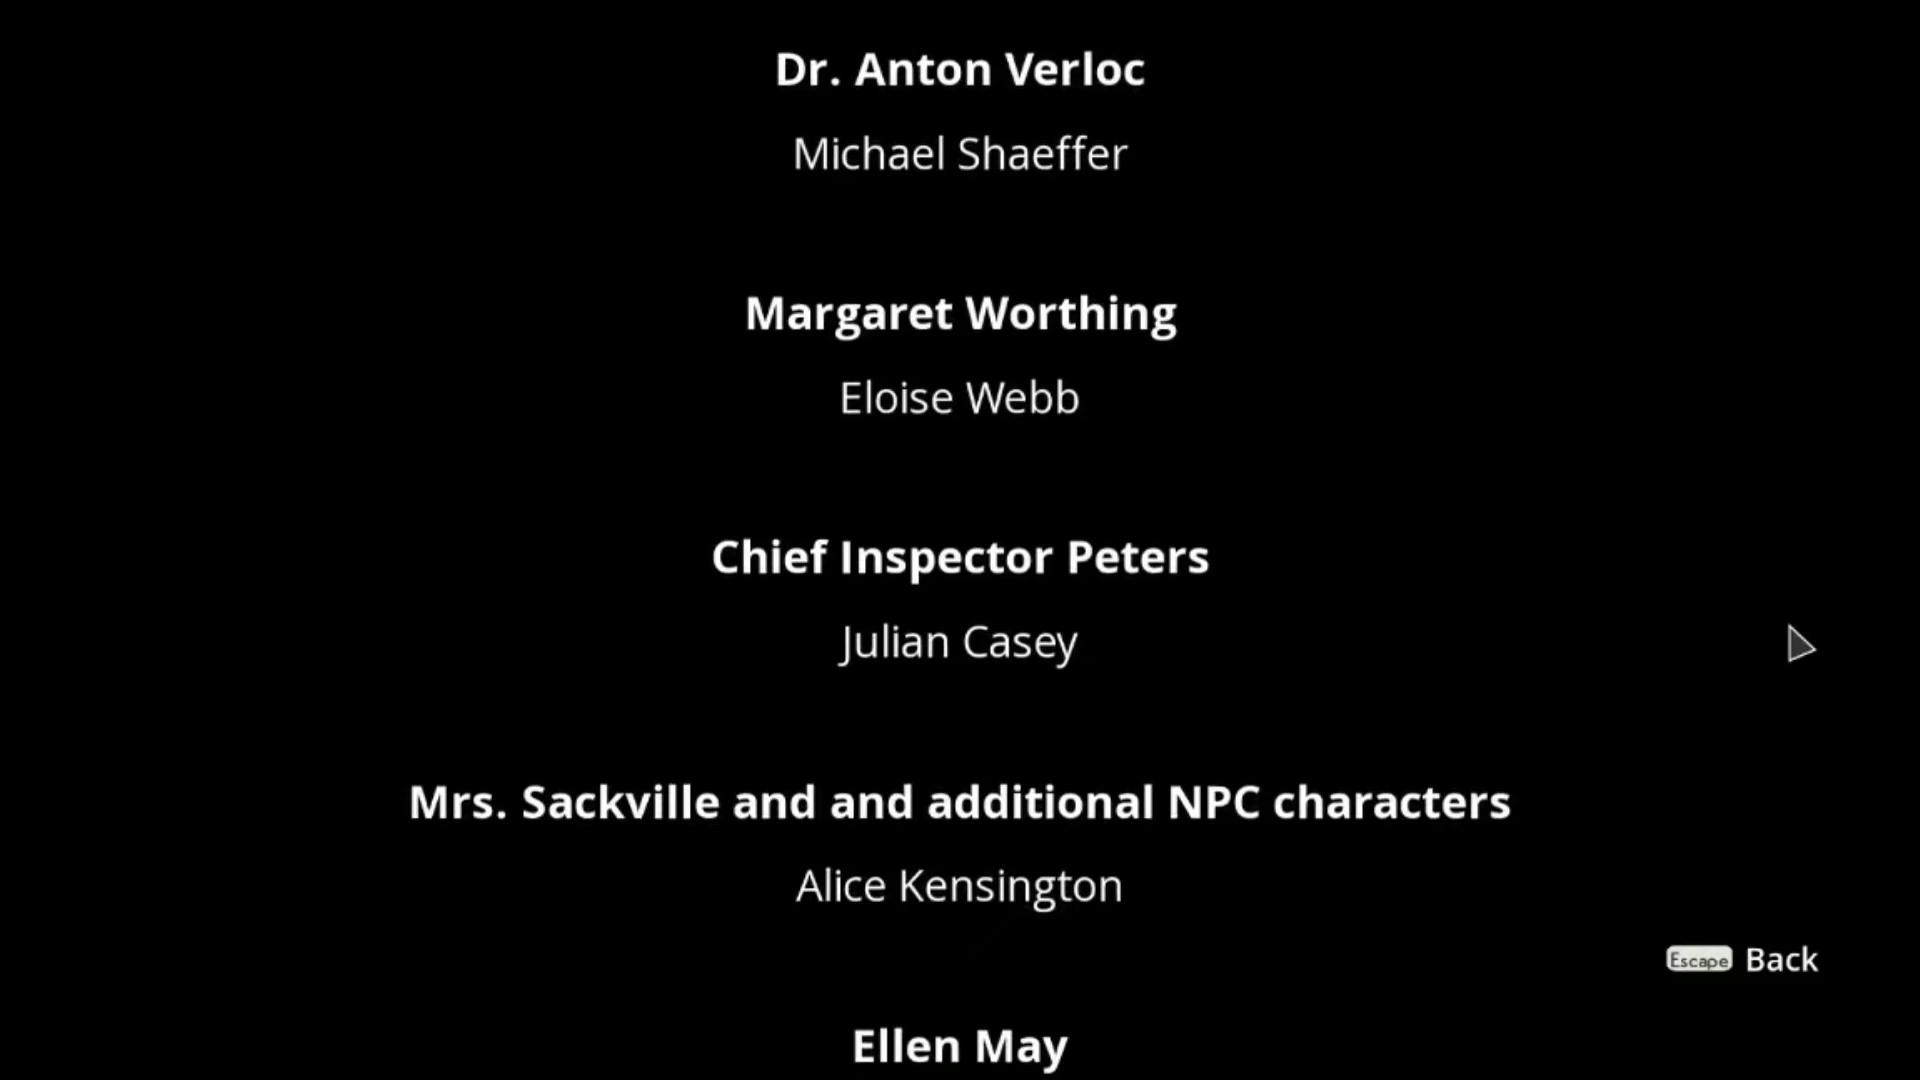 Dr. Anton Verloc
Michael Shaeffer
Margaret Worthing
Eloise Webb
Chief Inspector Peters
Julian Casey
Mrs. Sackville and and additional NPC characters
Alice Kensington
Escape Back
Ellen May